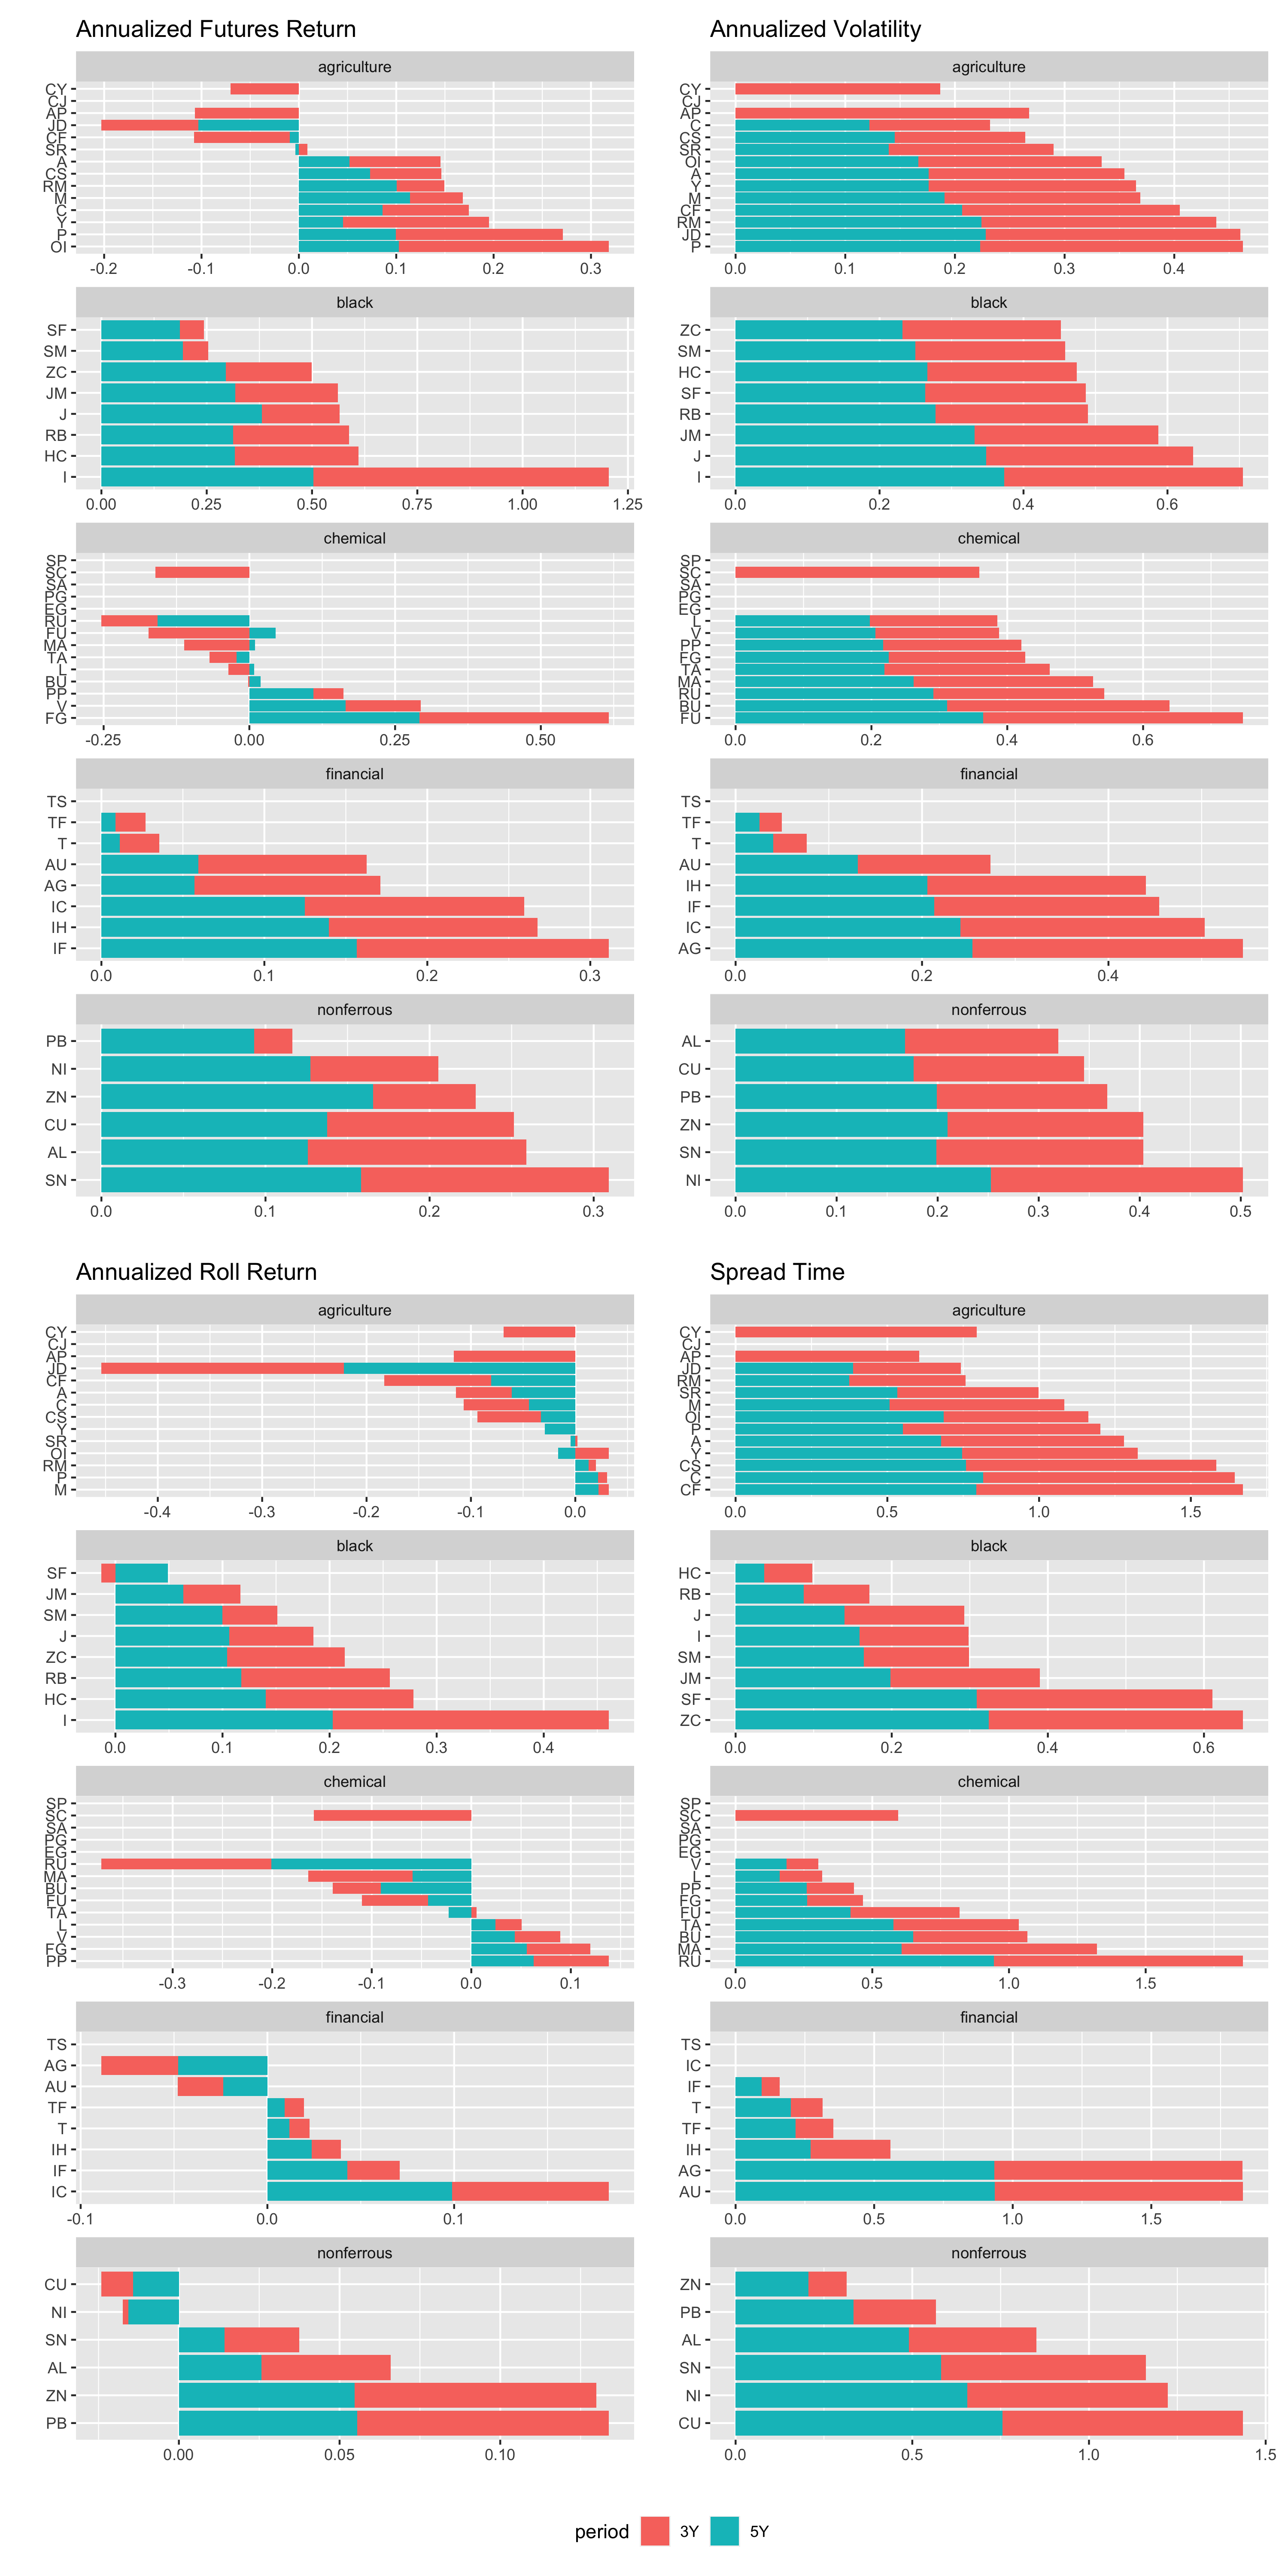 Annualized Futures Return
agriculture
CY
CJ
AP
JD
CF
SR
A
CS
RM
M
C
Y
P
OI
-0.2 -0.1 0.0 0.1 0.2 0.3
black
SF
SM
ZC
JM
J
RB
HC
I
0.00 0.25 0.50 0.75 1.00 1.25
chemical
SP
SC
SA
PG
EG
RU
FU
MA
TA
L
BU
PP
V
FG
-0.25 0.00 0.25 0.50
financial
TS
TF
T
AU
AG
IC
IH
IF
0.0 0.1 0.2 0.3
nonferrous
PB
NI
ZN
CU
AL
SN
0.0 0.1 0.2 0.3
Annualized Volatility
agriculture
CY
CJ
AP
C
CS
SR
OI
A
Y
M
CF
RM
JD
P
0.0 0.1 0.2 0.3 0.4
black
ZC
SM
HC
SF
RB
JM
J
I
0.0 0.2 0.4 0.6
chemical
SP
SC
SA
PG
EG
L
V
PP
FG
TA
MA
RU
BU
FU
0.0 0.2 0.4 0.6
financial
TS
TF
T
AU
IH
IF
IC
AG
0.0 0.2 0.4
nonferrous
AL
CU
PB
ZN
SN
NI
0.0 0.1 0.2 0.3 0.4 0.5
Annualized Roll Return
agriculture
CY
CJ
AP
JD
CF
A
C
CS
Y
SR
OI
RM
P
M
-0.4 -0.3 -0.2 -0.1 0.0
black
SF
JM
SM
J
ZC
RB
HC
I
0.0 0.1 0.2 0.3 0.4
chemical
SP
SC
SA
PG
EG
RU
MA
BU
FU
TA
L
V
FG
PP
-0.3 -0.2 -0.1 0.0 0.1
financial
TS
AG
AU
TF
T
IH
IF
IC
-0.1 0.0 0.1
nonferrous
CU
NI
SN
AL
ZN
PB
0.00 0.05 0.10
Spread Time
agriculture
CY
CJ
AP
JD
RM
SR
M
OI
P
A
Y
CS
C
CF
0.0 0.5 1.0 1.5
black
HC
RB
J
I
SM
JM
SF
ZC
0.0 0.2 0.4 0.6
chemical
SP
SC
SA
PG
EG
V
L
PP
FG
FU
TA
BU
MA
RU
0.0 0.5 1.0 1.5
financial
TS
IC
IF
T
TF
IH
AG
AU
0.0 0.5 1.0 1.5
nonferrous
ZN
PB
AL
SN
NI
CU
0.0 0.5 1.0 1.5
period 3Y 5Y